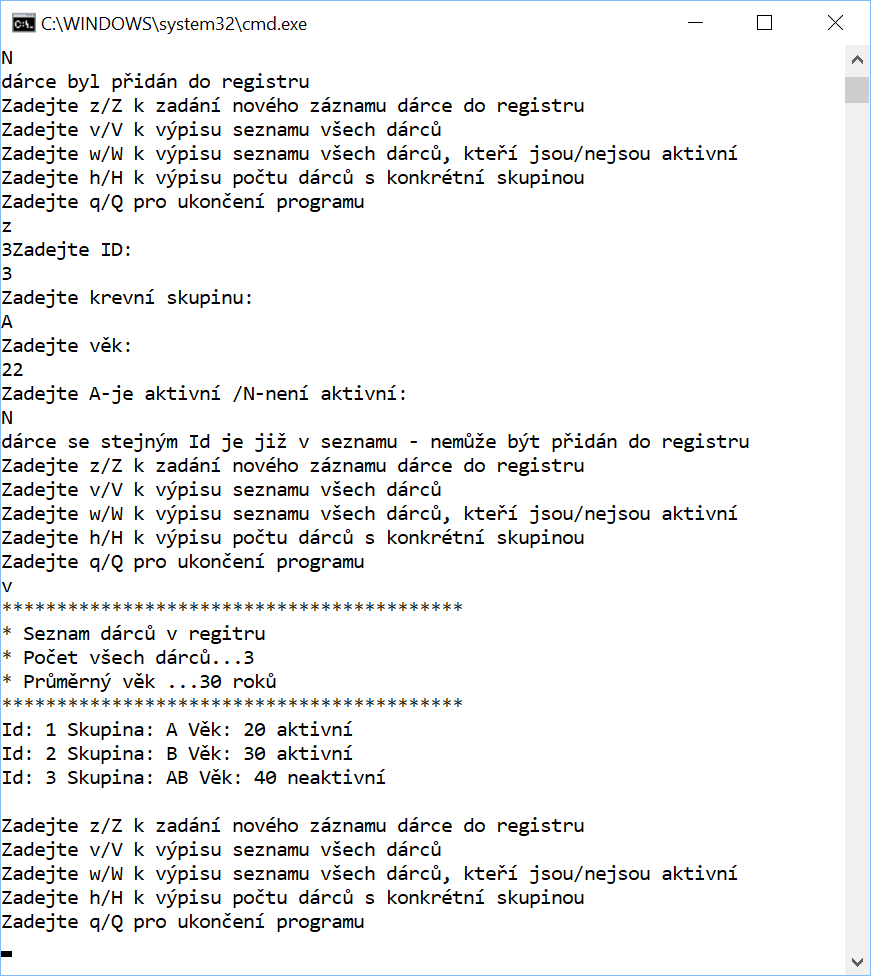 C:\WINDOWS\system32\cmd.exe
N
dárce byl přidán do registru
Zadejte z/Z k zadání nového záznamu dárce do registru
Zadejte v/V k výpisu seznamu všech dárců
Zadejte w/W k výpisu seznamu všech dárců, kteří jsou/nejsou aktivní
Zadejte h/H k výpisu počtu dárců s konkrétní skupinou
Zadejte q/Q pro ukončení programu
z
3Zadejte ID:
3
Zadejte krevní skupinu:
A
Zadejte věk:
22
Zadejte A-je aktivní /N-není aktivní:
N
dárce se stejným Id je již v seznamu - nemůže být přidán do registru
Zadejte z/Z k zadání nového záznamu dárce do registru
Zadejte v/V k výpisu seznamu všech dárců
Zadejte w/W k výpisu seznamu všech dárců, kteří jsou/nejsou aktivní
Zadejte h/H k výpisu počtu dárců s konkrétní skupinou
Zadejte q/Q pro ukončení programu
v
******************************************
* Seznam dárců v regitru
* Počet všech dárců...3
* Průměrný věk ...30 roků
******************************************
Id: 1 Skupina: A Věk: 20 aktivní
Id: 2 Skupina: B Věk: 30 aktivní
Id: 3 Skupina: AB Věk: 40 neaktivní
Zadejte z/Z k zadání nového záznamu dárce do registru
Zadejte v/V k výpisu seznamu všech dárců
Zadejte w/W k výpisu seznamu všech dárců, kteří jsou/nejsou aktivní
Zadejte h/H k výpisu počtu dárců s konkrétní skupinou
Zadejte q/Q pro ukončení programu